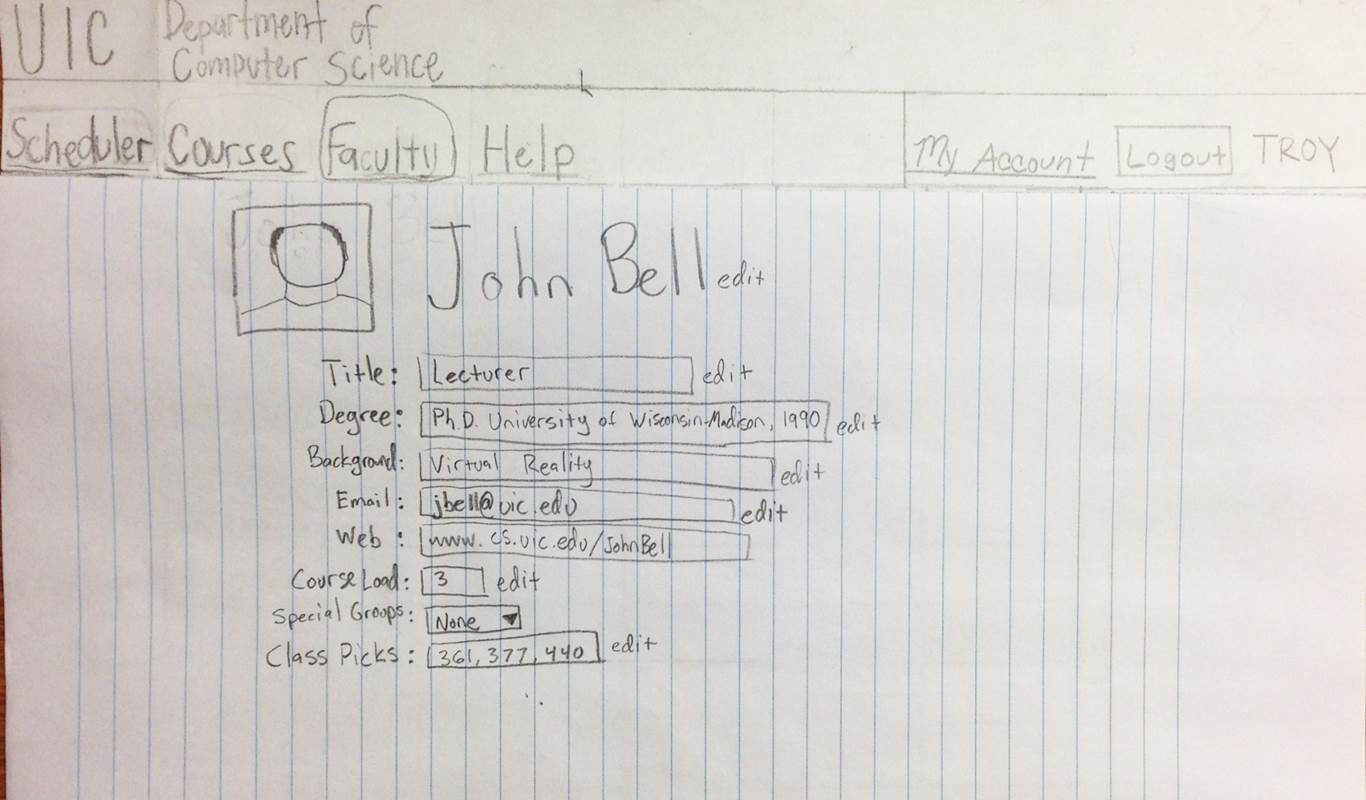 UIC
Department of
Computer Science
Scheduler Courses Faculty Help My Account Logout TROY
John Bell edit
Title: Lecturer edit
Degree: Ph.D. University of Wisconsin-Madison, 1990 edit
Background: Virtual Reality edit
Email: jbell@uic.edu edit
Web: www.cs.uic.edu/JohnBell
Course Load: 3 edit
Special Groups: None
Class Picks: 361, 377, 440 edit